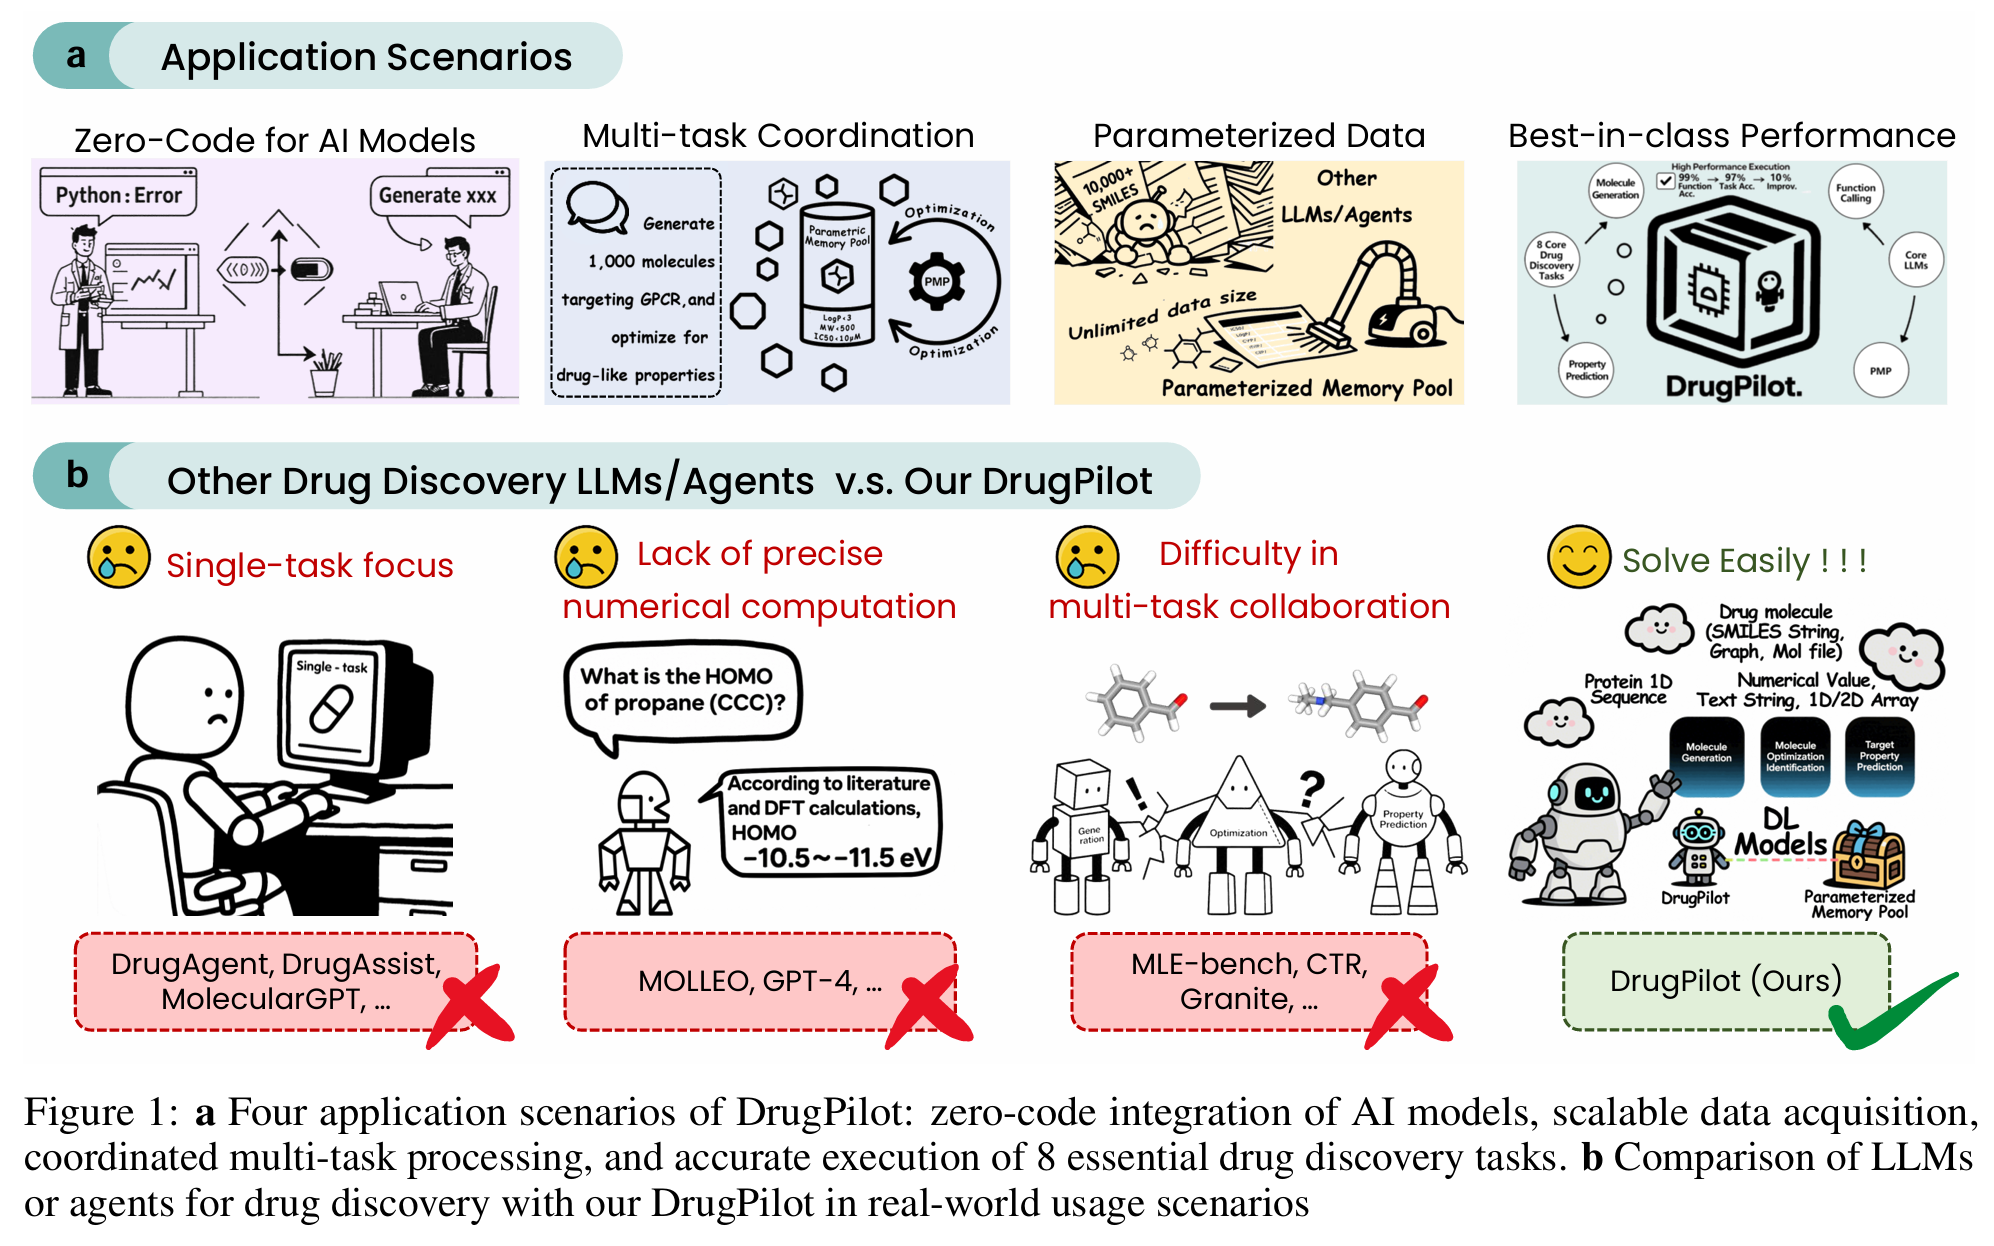 a Application Scenarios
Zero-Code for AI Models
Python : Error
Generate xxx
Multi-task Coordination
Generate
1,000 molecules
targeting GPCR,and
optimize for
drug-like properties
Parametric
Memory Pool
LogP<3
MW<500
IC50<10μM
Optimization
PMP
Optimization
Parameterized Data
10,000+
SMILES
Other
LLMs/Agents
Unlimited data size
Parameterized Memory Pool
Best-in-class Performance
High Performance Execution
99% → 97% → 10%
Function Task Acc. Improv.
Acc.
Molecule
Generation
8 Core
Drug
Discovery
Tasks
Property
Prediction
Function
Calling
Core
LLMs
PMP
DrugPilot.
b Other Drug Discovery LLMs/Agents v.s. Our DrugPilot
Single-task focus
Single - task
DrugAgent, DrugAssist,
MolecularGPT, ...
Lack of precise
numerical computation
What is the HOMO
of propane (CCC)?
According to literature
and DFT calculations,
HOMO
−10.5~−11.5 eV
MOLLEO, GPT-4, ...
Difficulty in
multi-task collaboration
!
?
Gene
ration
Optimization
Property
Prediction
MLE-bench, CTR,
Granite, ...
Solve Easily ! ! !
Drug molecule
(SMILES String,
Graph, Mol file)
Protein 1D
Sequence
Numerical Value,
Text String, 1D/2D Array
Molecule
Generation
Molecule
Optimization
Identification
Target
Property
Prediction
DL
Models
DrugPilot
Parameterized
Memory Pool
DrugPilot (Ours)
Figure 1: a Four application scenarios of DrugPilot: zero-code integration of AI models, scalable data acquisition,
coordinated multi-task processing, and accurate execution of 8 essential drug discovery tasks. b Comparison of LLMs
or agents for drug discovery with our DrugPilot in real-world usage scenarios